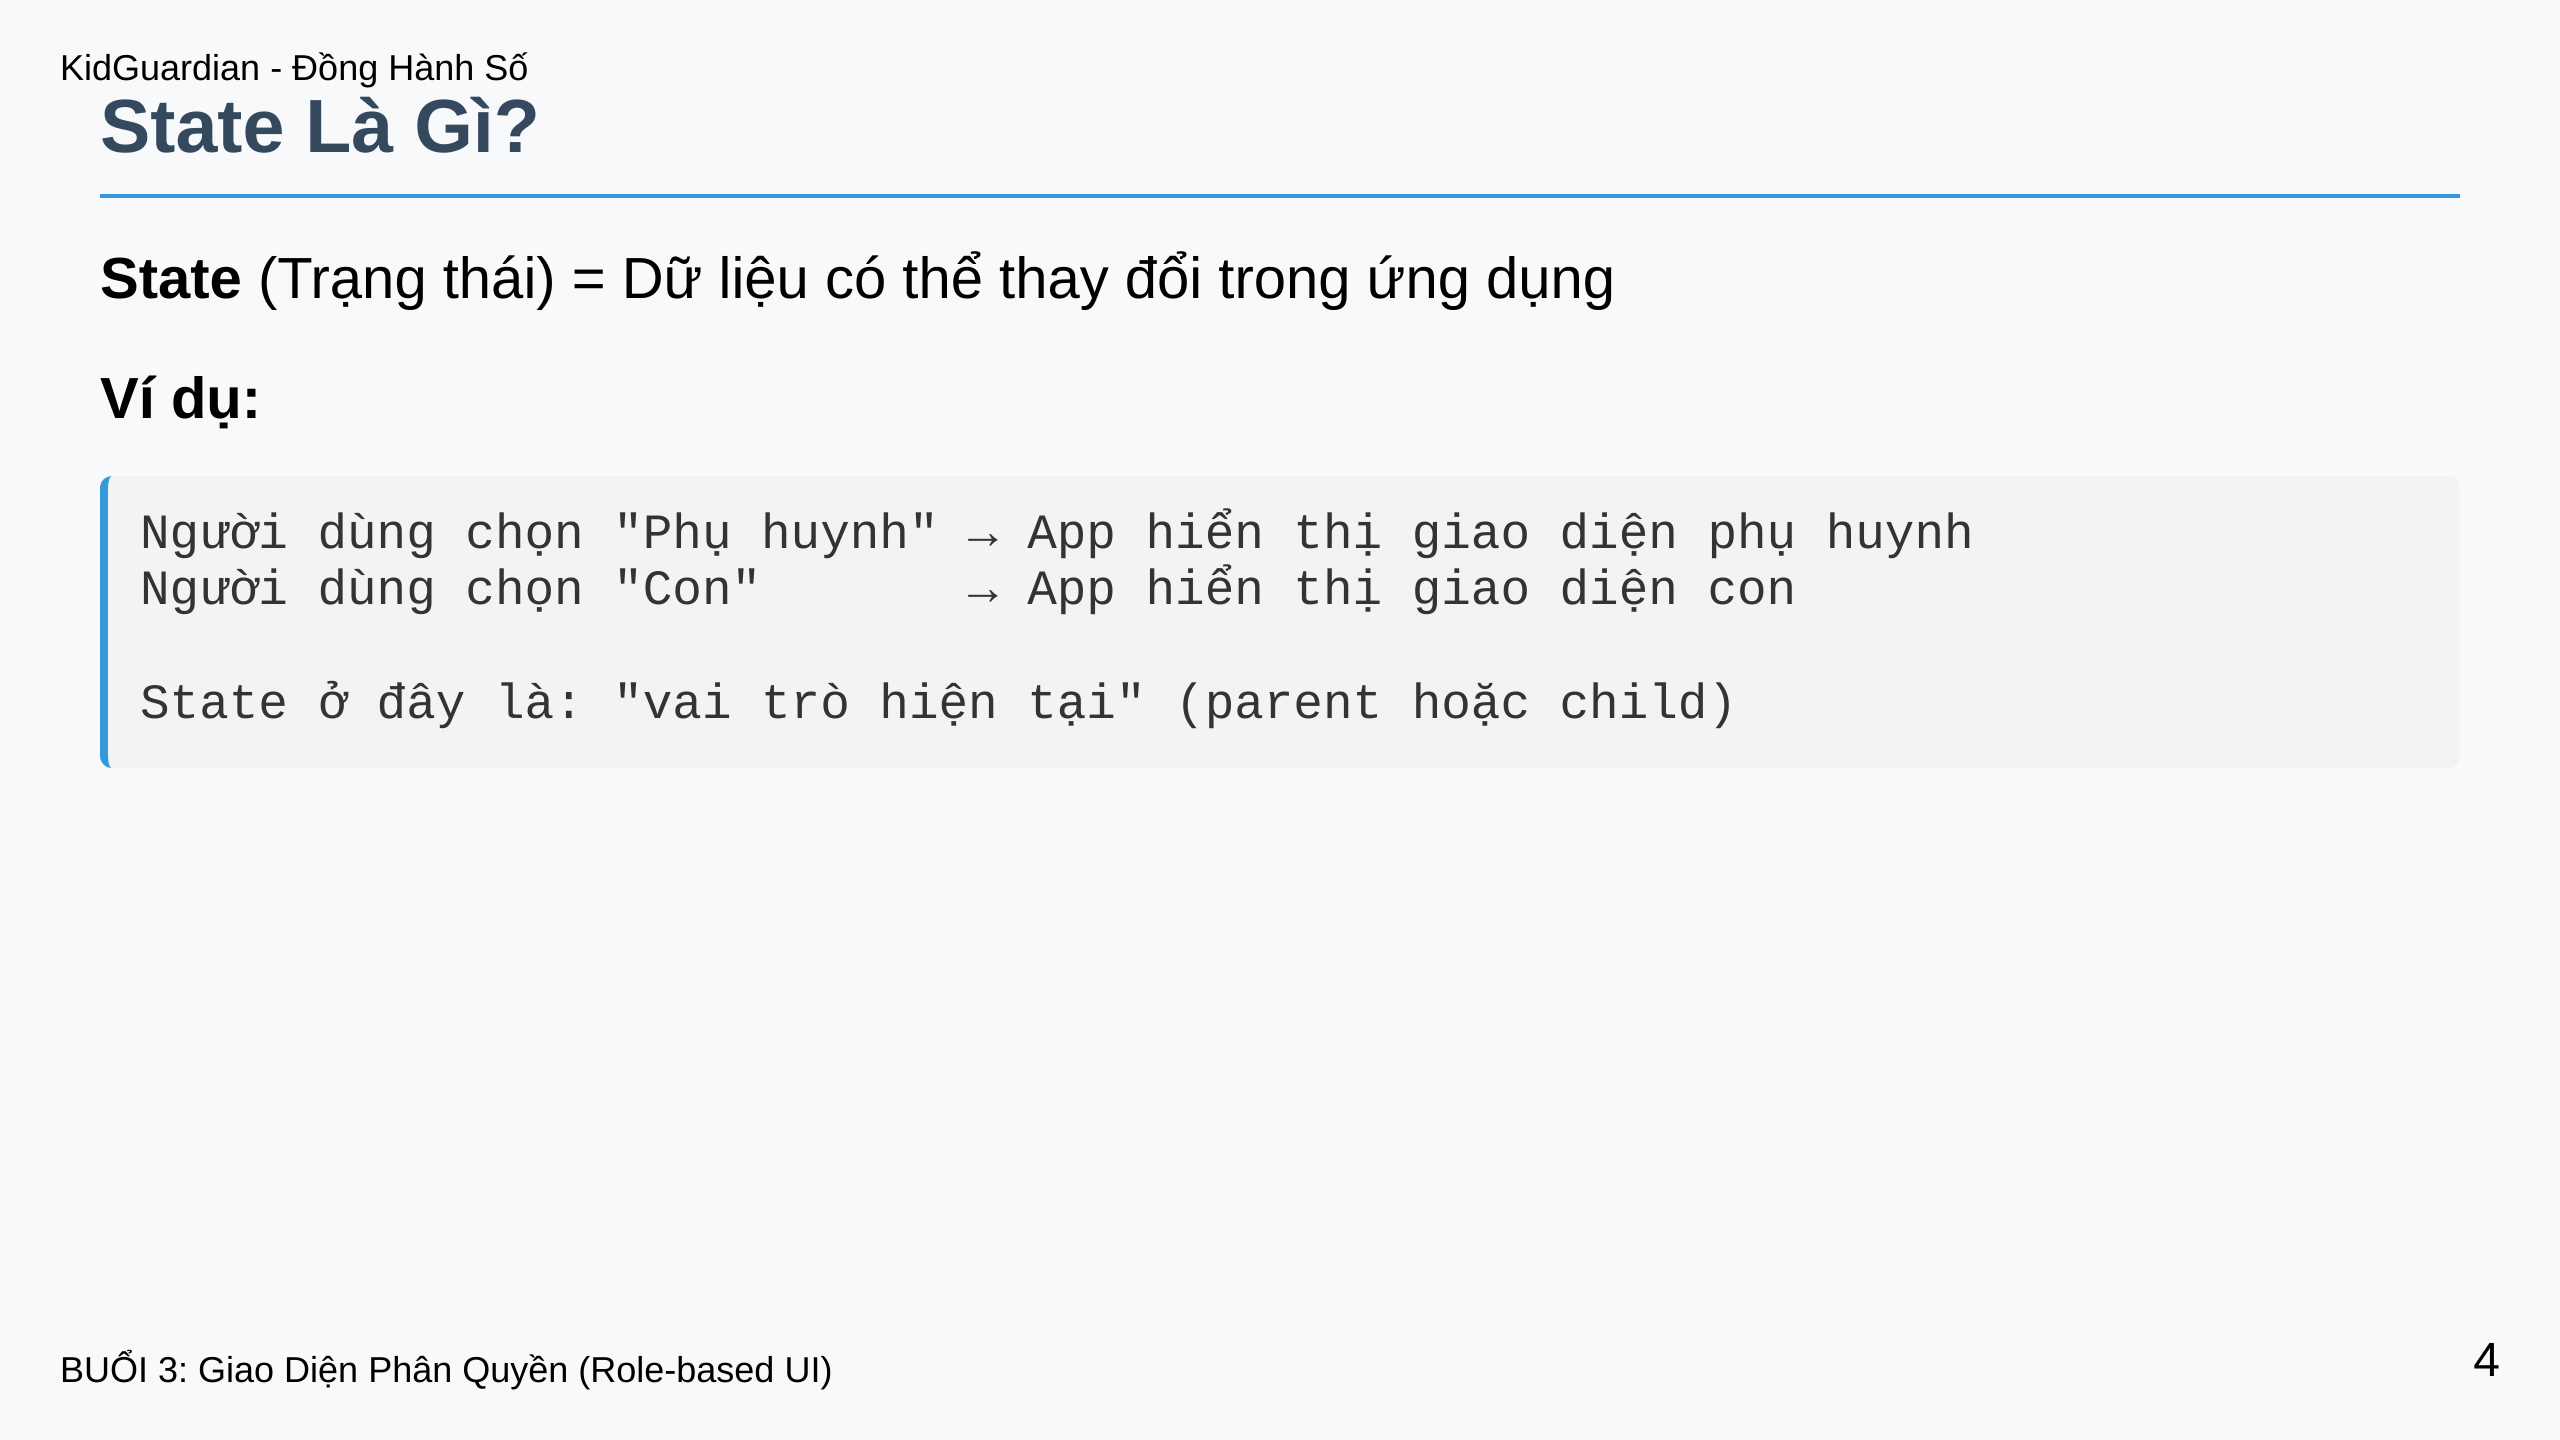 KidGuardian - Đồng Hành Số
State Là Gì?
State (Trạng thái) = Dữ liệu có thể thay đổi trong ứng dụng
Ví dụ:
Người dùng chọn "Phụ huynh" → App hiển thị giao diện phụ huynh
Người dùng chọn "Con"       → App hiển thị giao diện con
State ở đây là: "vai trò hiện tại" (parent hoặc child)
BUỔI 3: Giao Diện Phân Quyền (Role-based UI)
4